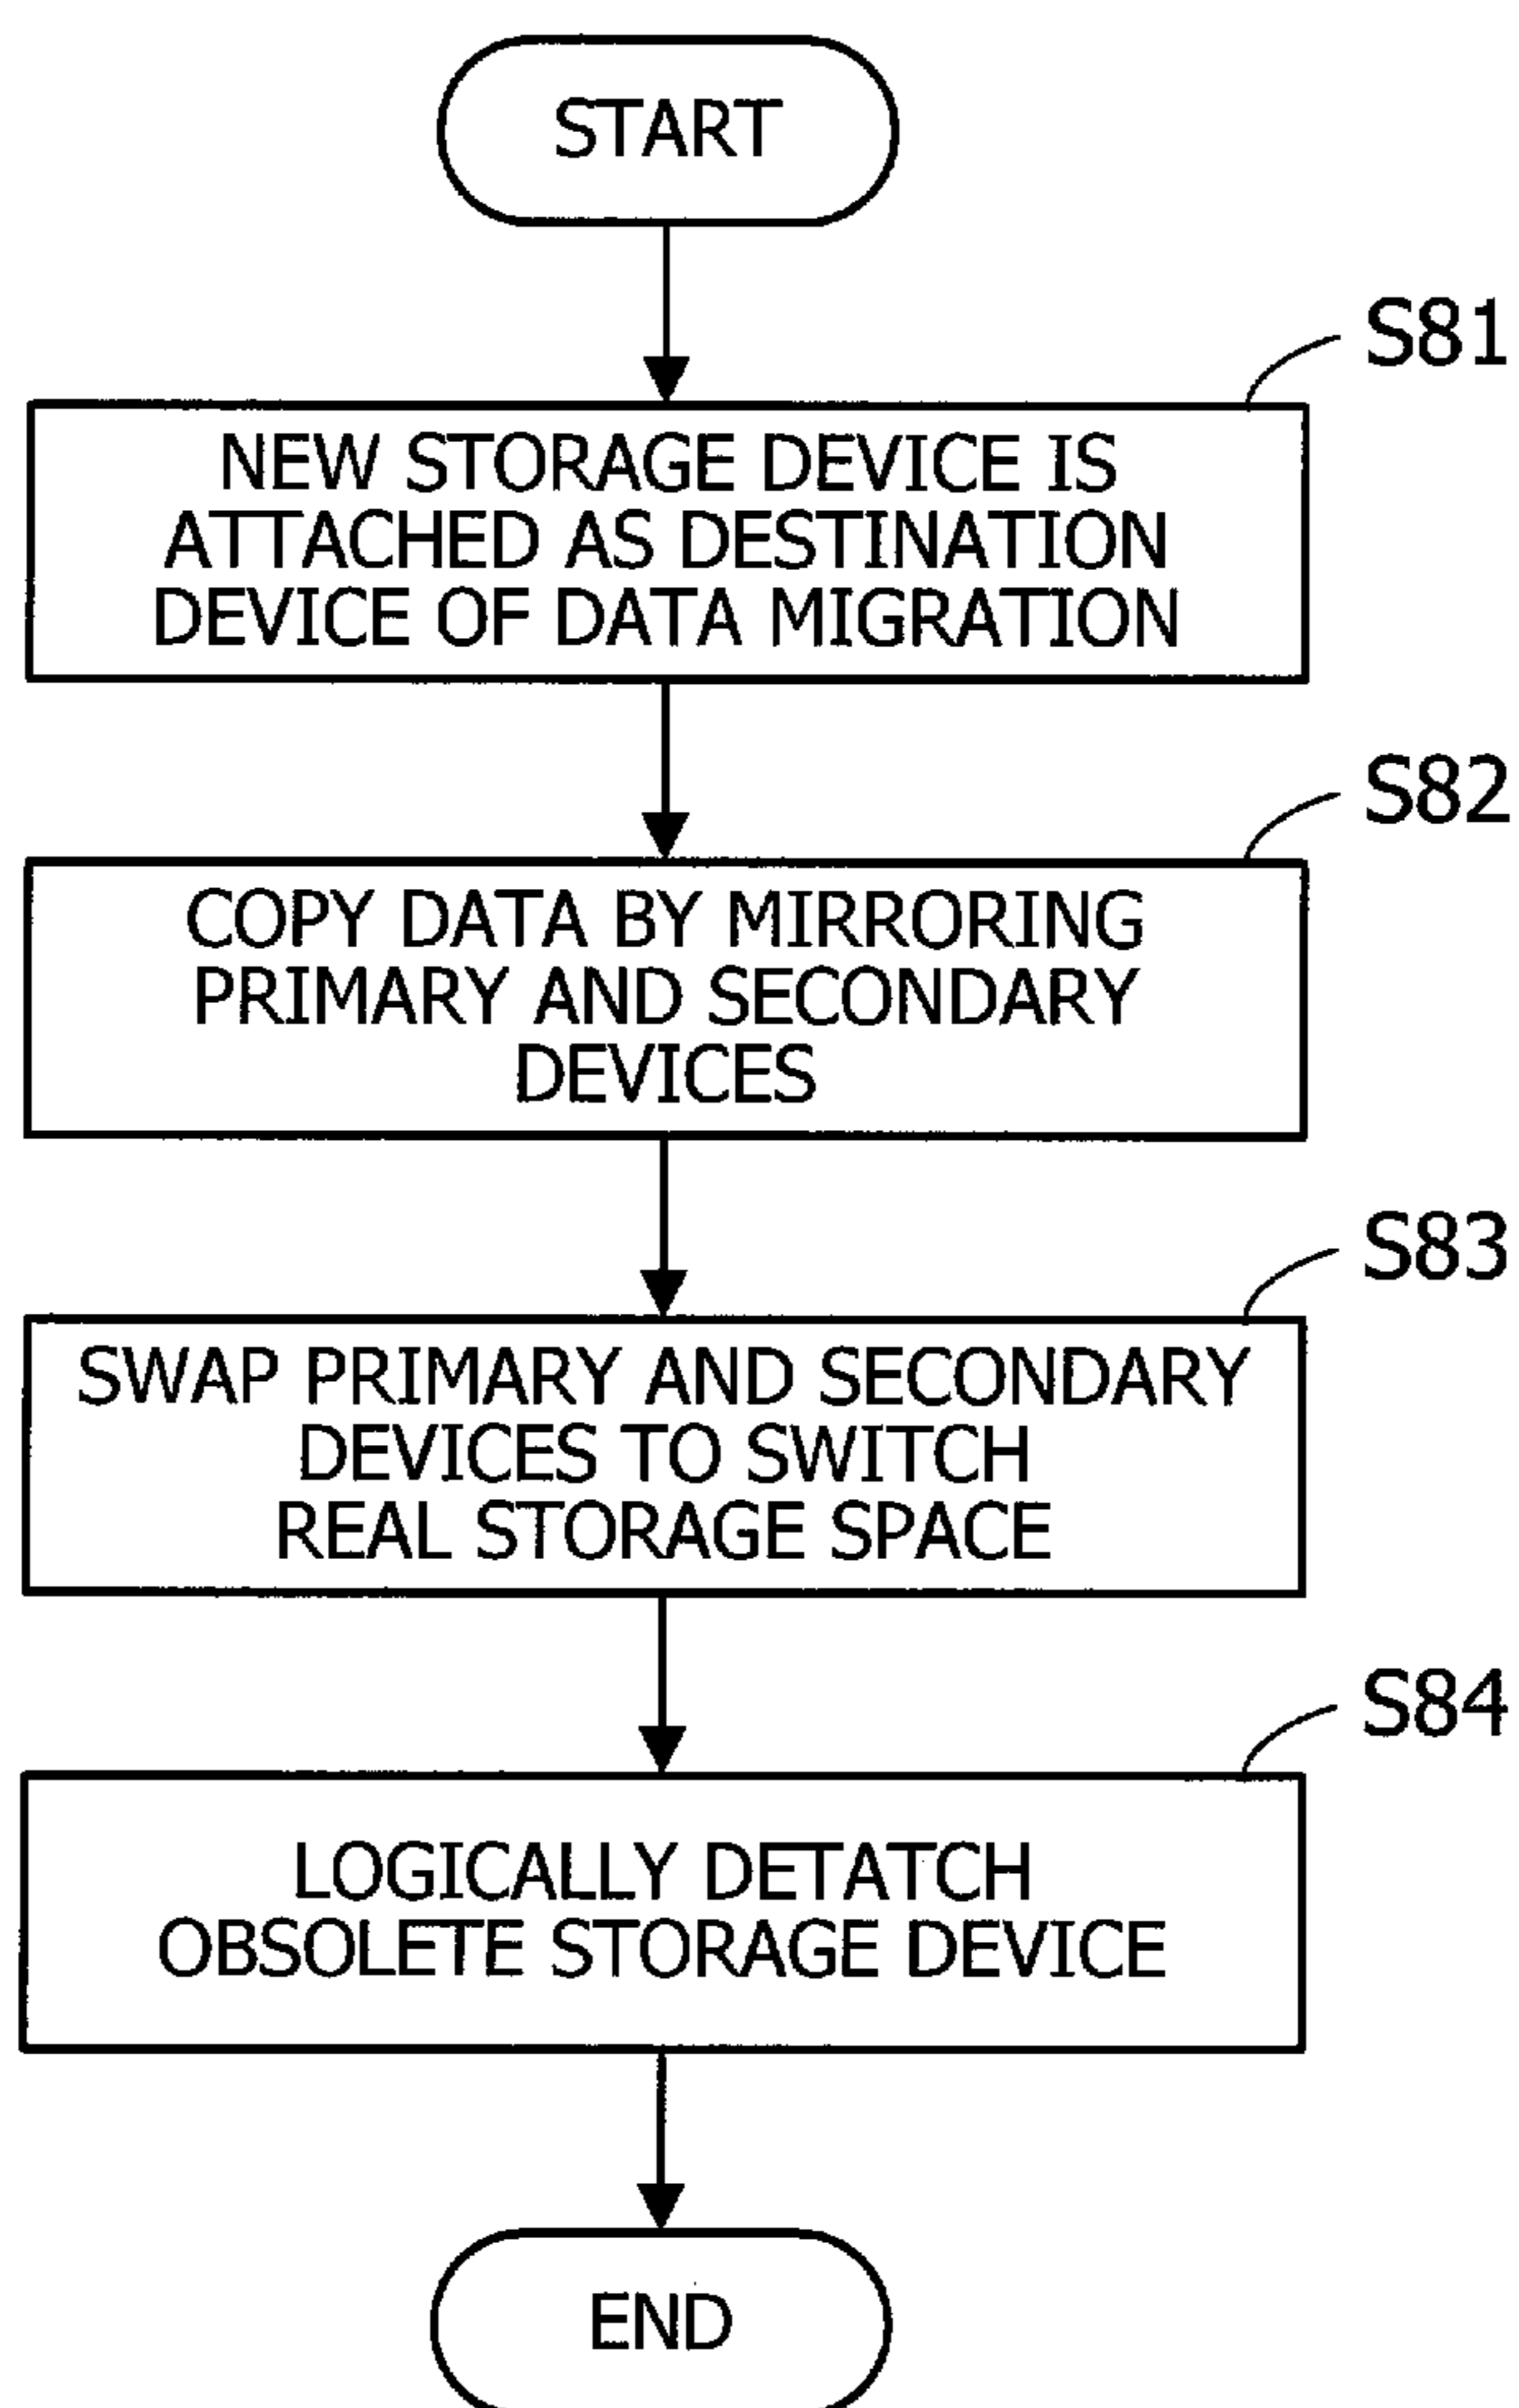 START
S81
NEW STORAGE DEVICE IS
ATTACHED AS DESTINATION
DEVICE OF DATA MIGRATION
S82
COPY DATA BY MIRRORING
PRIMARY AND SECONDARY
DEVICES
S83
SWAP PRIMARY AND SECONDARY
DEVICES TO SWITCH
REAL STORAGE SPACE
S84
LOGICALLY DETATCH
OBSOLETE STORAGE DEVICE
END